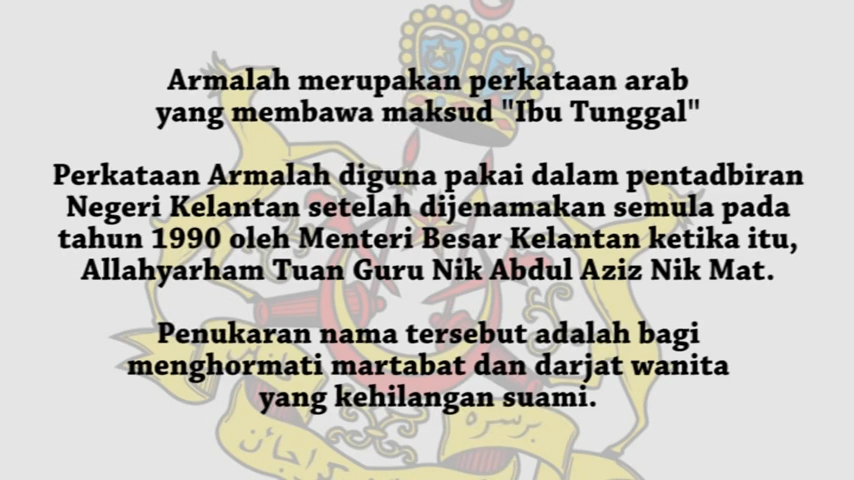 Armalah merupakan perkataan arab
yang membawa maksud "Ibu Tunggal"
Perkataan Armalah diguna pakai dalam pentadbiran
Negeri Kelantan setelah dijenamakan semula pada
tahun 1990 oleh Menteri Besar Kelantan ketika itu,
Allahyarham Tuan Guru Nik Abdul Aziz Nik Mat.
Penukaran nama tersebut adalah bagi
menghormati martabat dan darjat wanita
yang kehilangan suami.